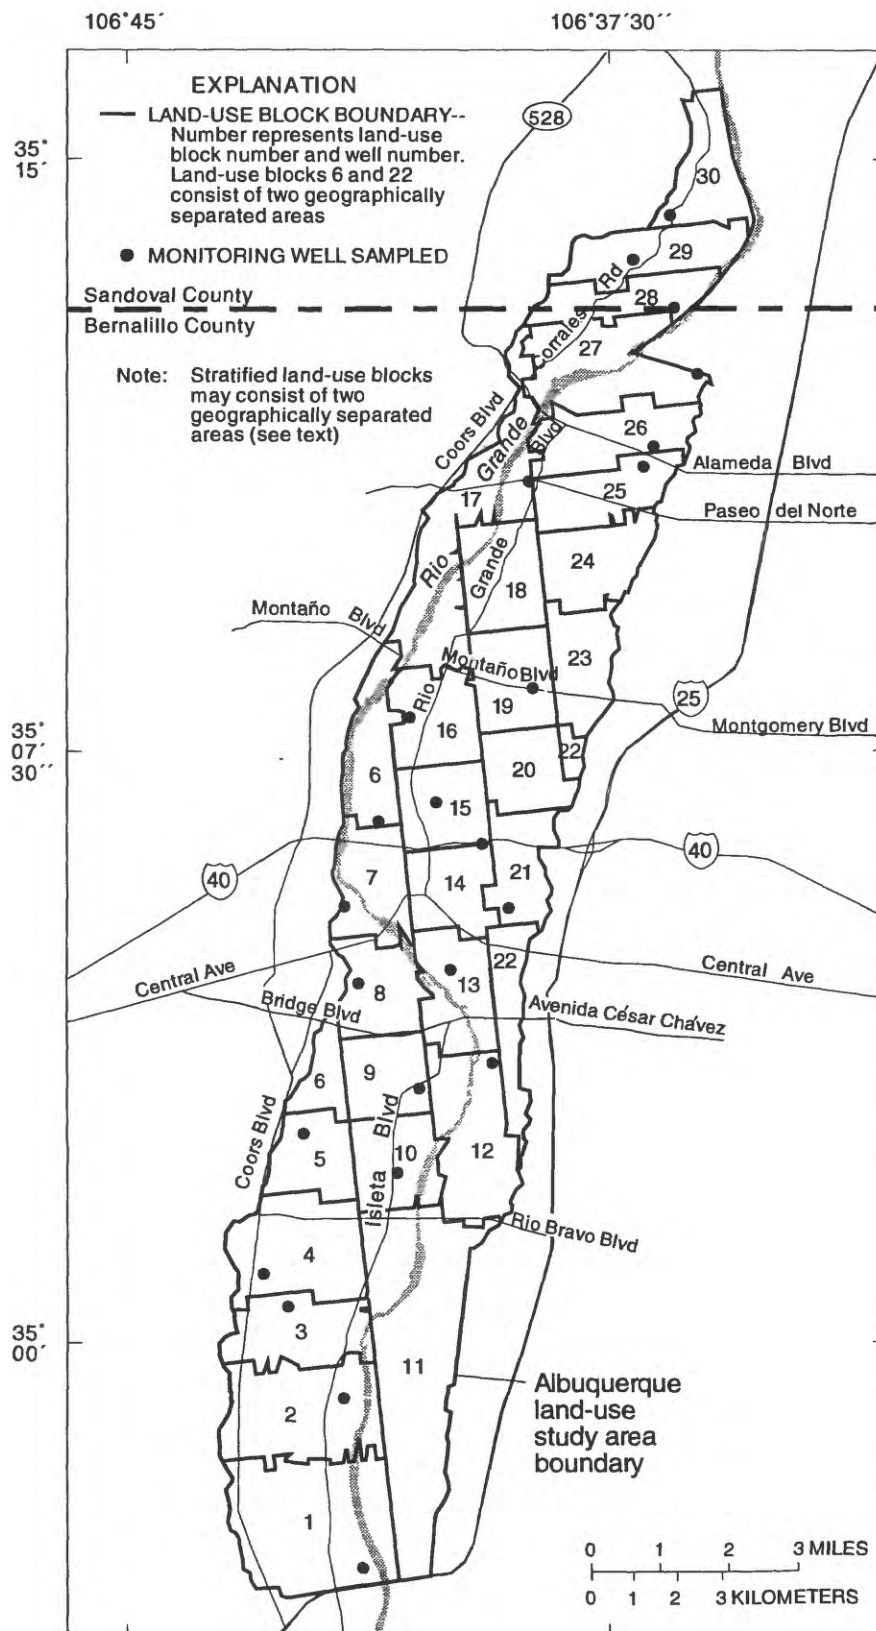 106°45′
106°37′30′′
EXPLANATION
LAND-USE BLOCK BOUNDARY--
Number represents land-use
block number and well number.
Land-use blocks 6 and 22
consist of two geographically
separated areas
MONITORING WELL SAMPLED
528
35°
15′
30
29
Corrales Rd
28
Sandoval County
Bernalillo County
27
Note: Stratified land-use blocks
may consist of two
geographically separated
areas (see text)
Coors Blvd
Rio Grande
Rio Grande Blvd
26
Alameda Blvd
17
25
Paseo del Norte
24
18
Montaño Blvd
Montaño Blvd
23
25
19
16
Montgomery Blvd
35°
07′
30′′
22
20
6
15
40
40
7
14
21
Central Ave
22
Central Ave
13
8
Bridge Blvd
Avenida César Chávez
6
9
Coors Blvd
Isleta Blvd
10
12
5
Rio Bravo Blvd
4
3
35°
00′
11
Albuquerque
land-use
study area
boundary
2
1
0 1 2 3 MILES
0 1 2 3 KILOMETERS